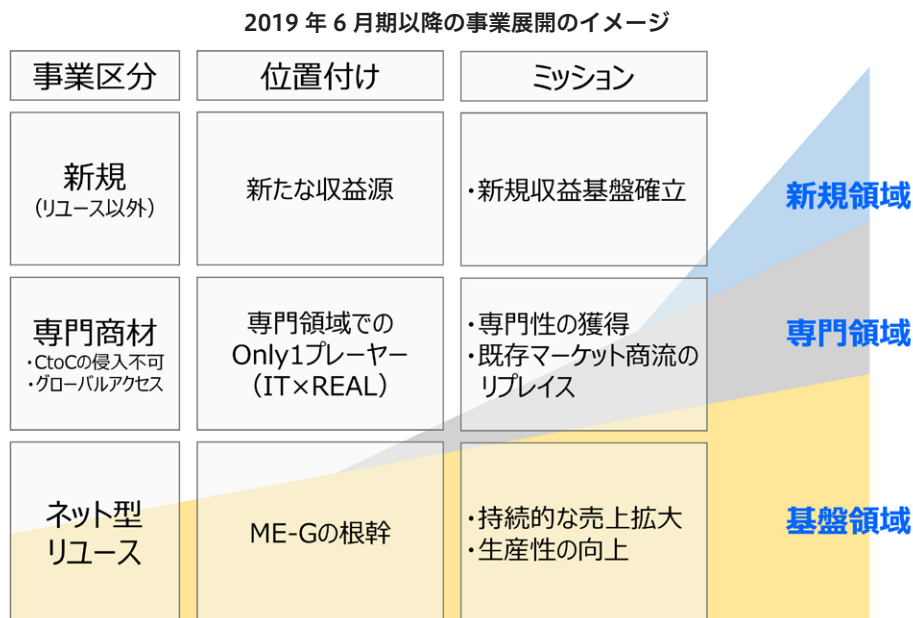 2019 年 6 月期以降の事業展開のイメージ
事業区分
位置付け
ミッション
新規
(リユース以外)
新たな収益源
・新規収益基盤確立
新規領域
専門商材
・CtoCの侵入不可
・グローバルアクセス
専門領域での
Only1プレーヤー
(IT×REAL)
・専門性の獲得
・既存マーケット商流の
リプレイス
専門領域
ネット型
リユース
ME-Gの根幹
・持続的な売上拡大
・生産性の向上
基盤領域